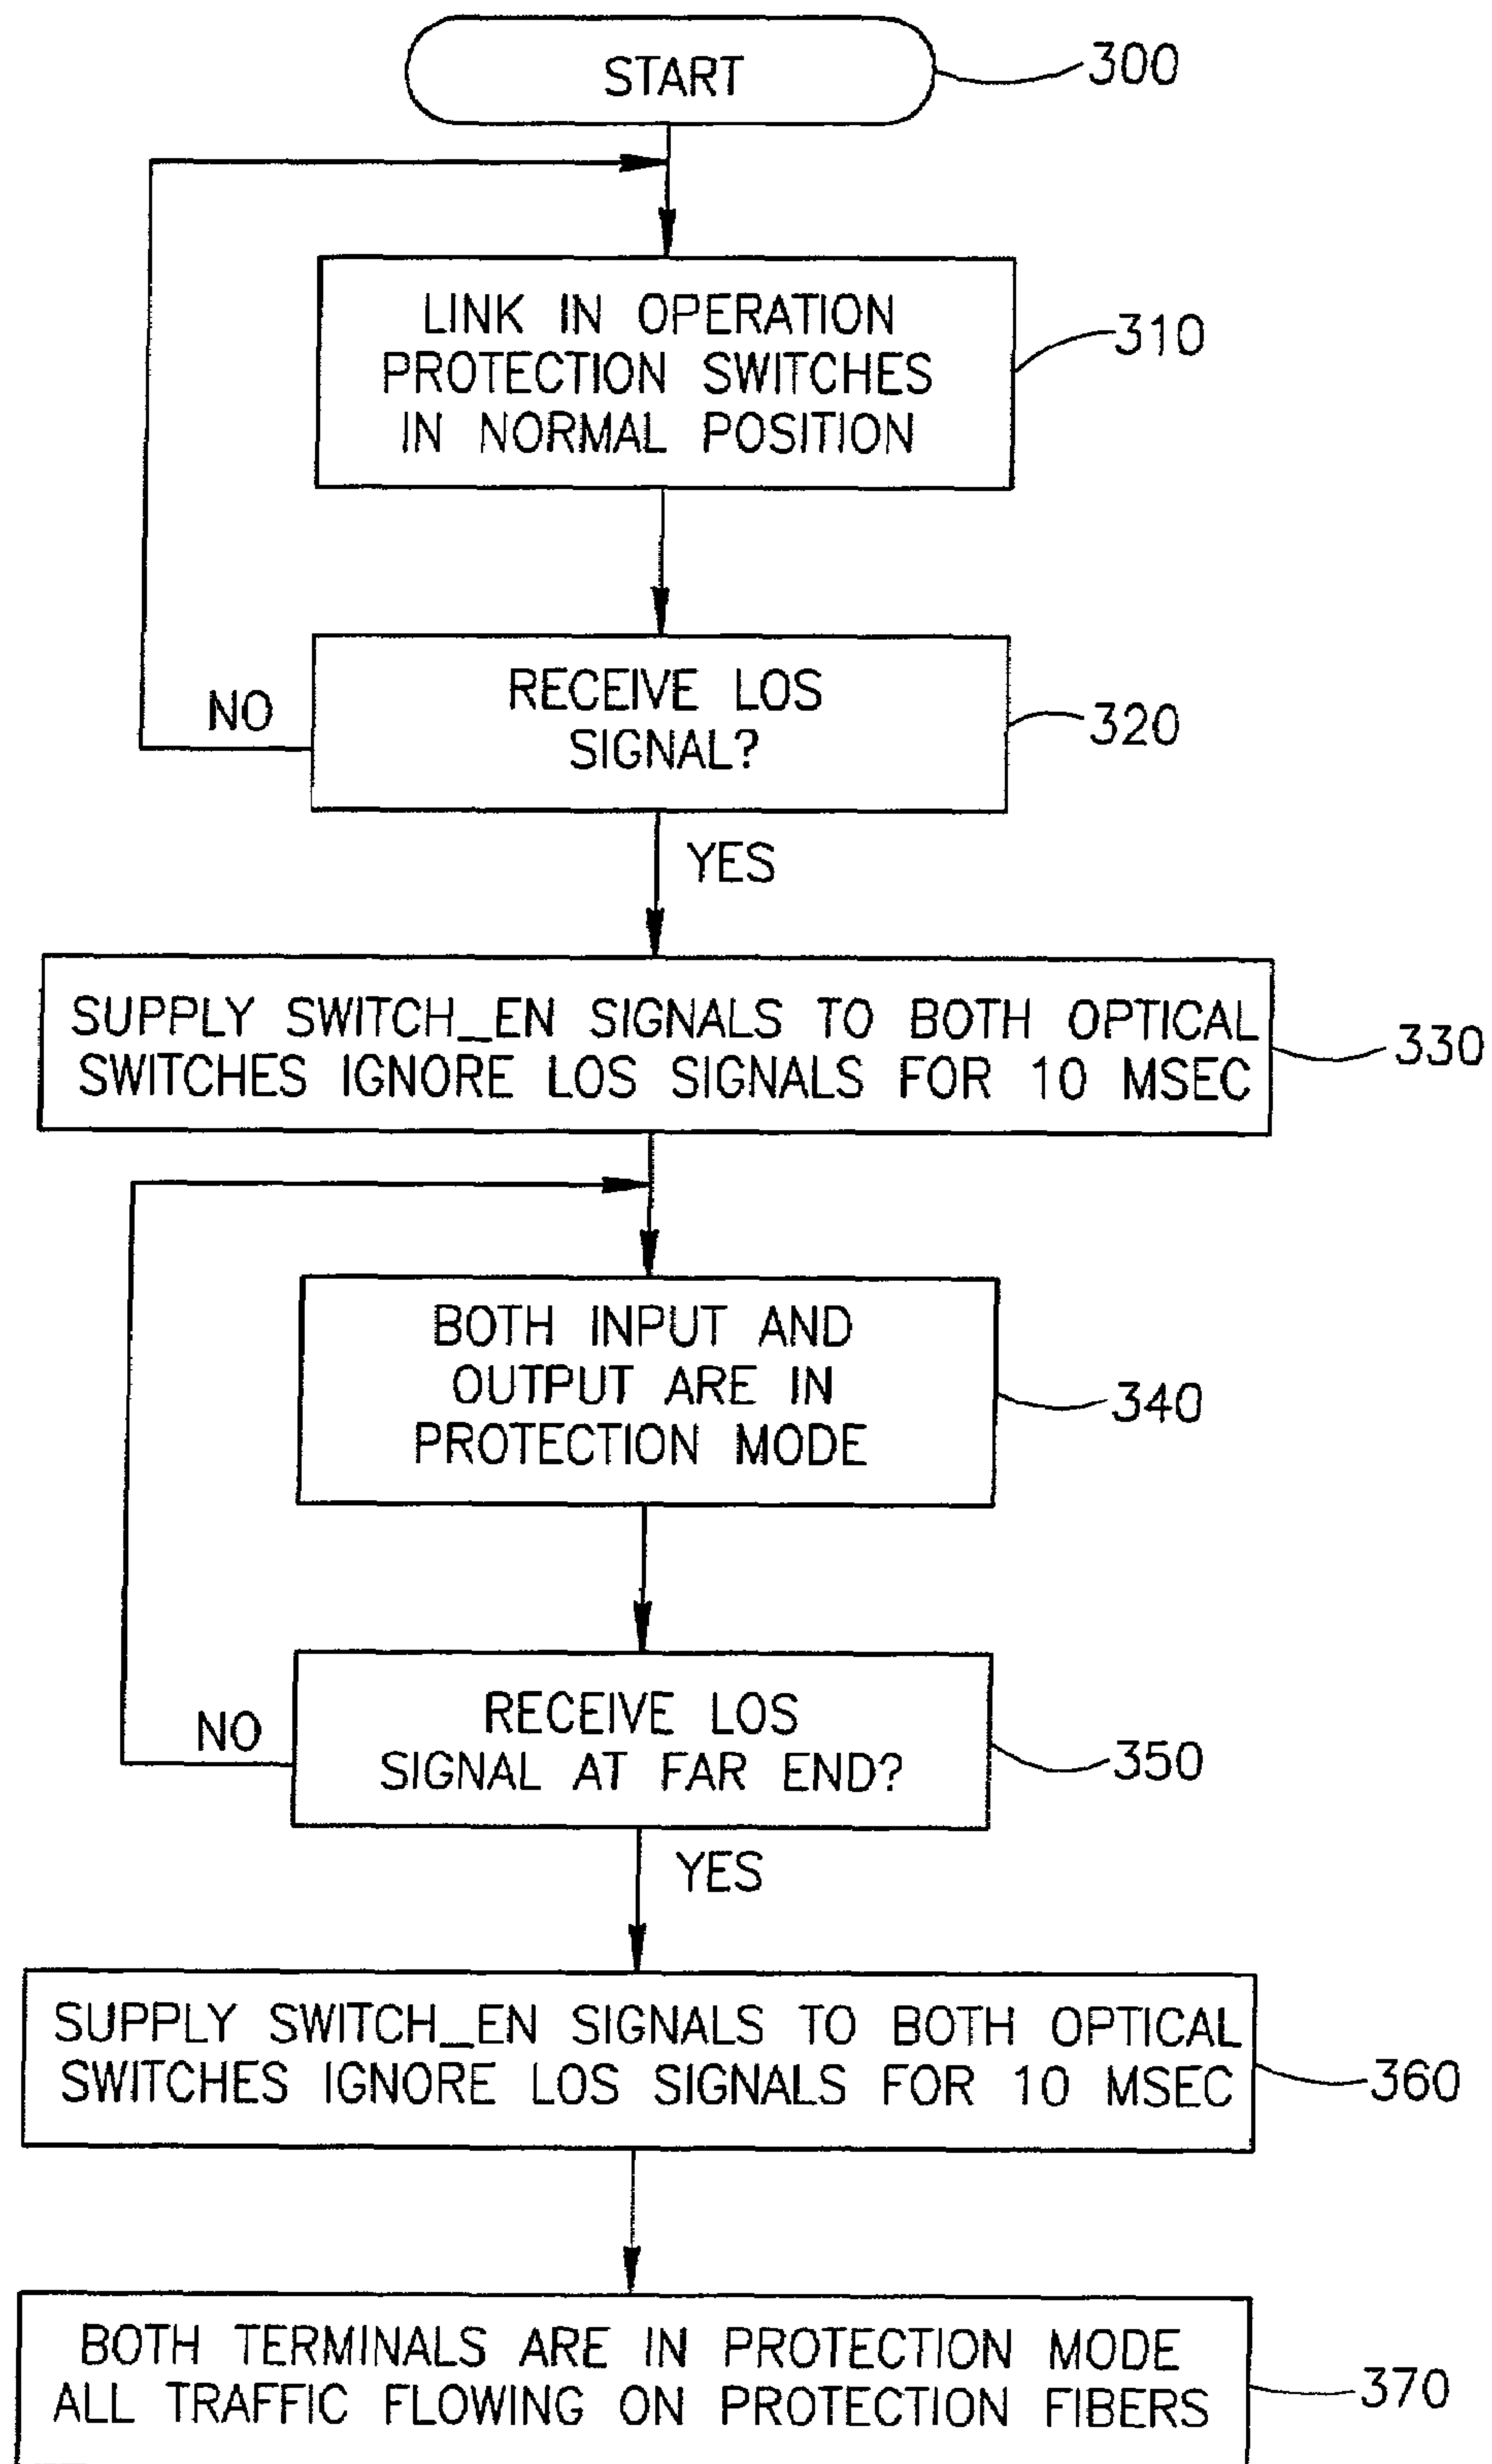 START
300
LINK IN OPERATION
PROTECTION SWITCHES
IN NORMAL POSITION
310
RECEIVE LOS
SIGNAL?
320
NO
YES
SUPPLY SWITCH_EN SIGNALS TO BOTH OPTICAL
SWITCHES IGNORE LOS SIGNALS FOR 10 MSEC
330
BOTH INPUT AND
OUTPUT ARE IN
PROTECTION MODE
340
RECEIVE LOS
SIGNAL AT FAR END?
350
NO
YES
SUPPLY SWITCH_EN SIGNALS TO BOTH OPTICAL
SWITCHES IGNORE LOS SIGNALS FOR 10 MSEC
360
BOTH TERMINALS ARE IN PROTECTION MODE
ALL TRAFFIC FLOWING ON PROTECTION FIBERS
370